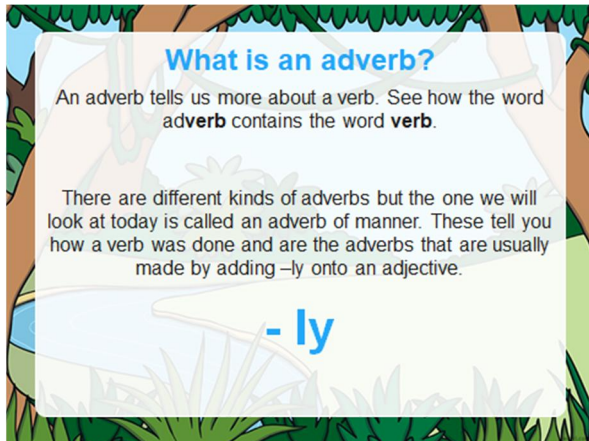 What is an adverb?
An adverb tells us more about a verb. See how the word
adverb contains the word verb.
There are different kinds of adverbs but the one we will
look at today is called an adverb of manner. These tell you
how a verb was done and are the adverbs that are usually
made by adding –ly onto an adjective.
- ly